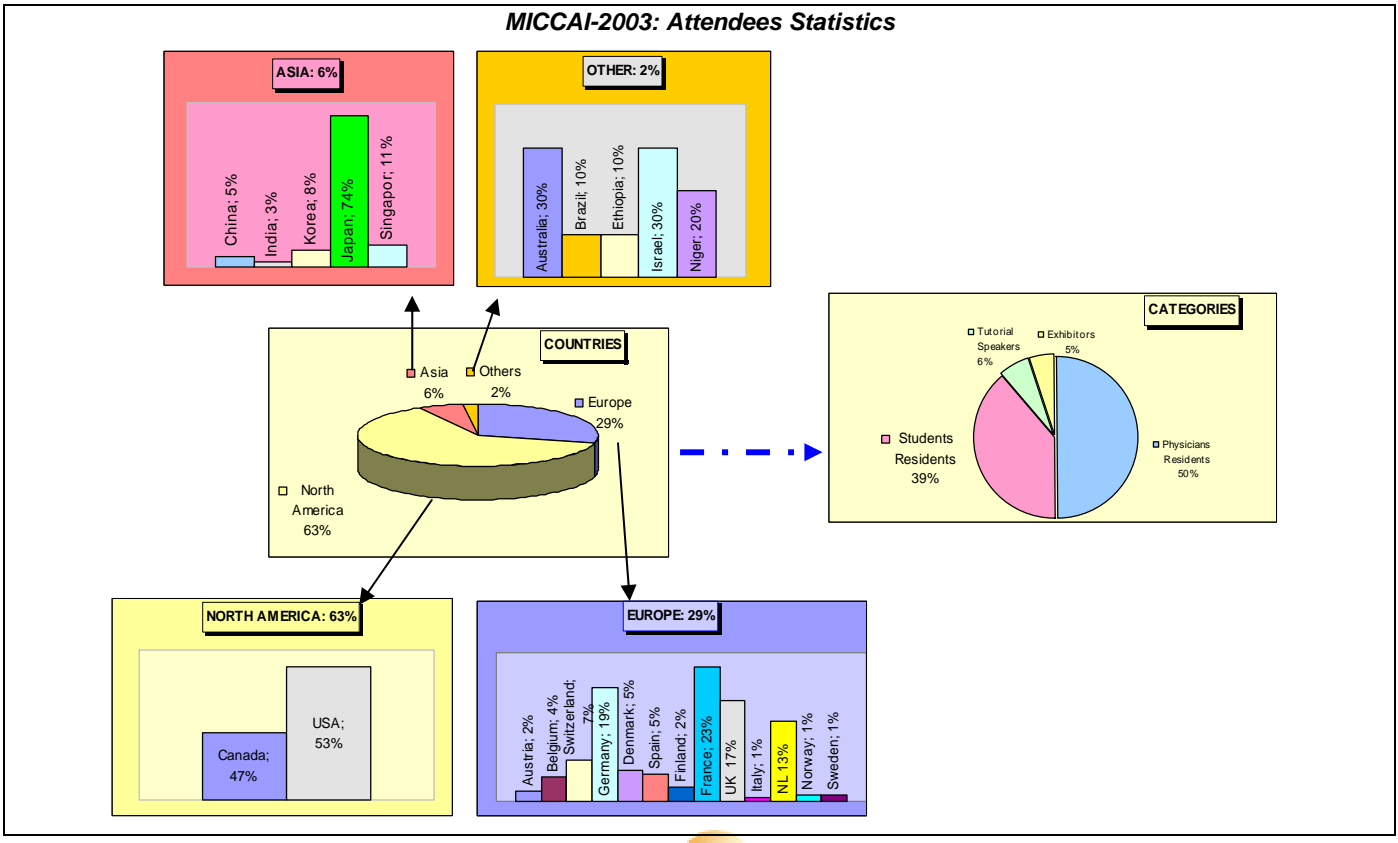 MICCAI-2003: Attendees Statistics
ASIA: 6%
China; 5%
India; 3%
Korea; 8%
Japan; 74%
Singapor; 11%
OTHER: 2%
Australia; 30%
Brazil; 10%
Ethiopia; 10%
Israel; 30%
Niger; 20%
COUNTRIES
Asia
6%
Others
2%
Europe
29%
North
America
63%
CATEGORIES
Tutorial
Speakers
6%
Exhibitors
5%
Students
Residents
39%
Physicians
Residents
50%
NORTH AMERICA: 63%
Canada;
47%
USA;
53%
EUROPE: 29%
Austria; 2%
Belgium; 4%
Switzerland;
7%
Germany; 19%
Denmark; 5%
Spain; 5%
Finland; 2%
France; 23%
UK 17%
Italy; 1%
NL 13%
Norway; 1%
Sweden; 1%